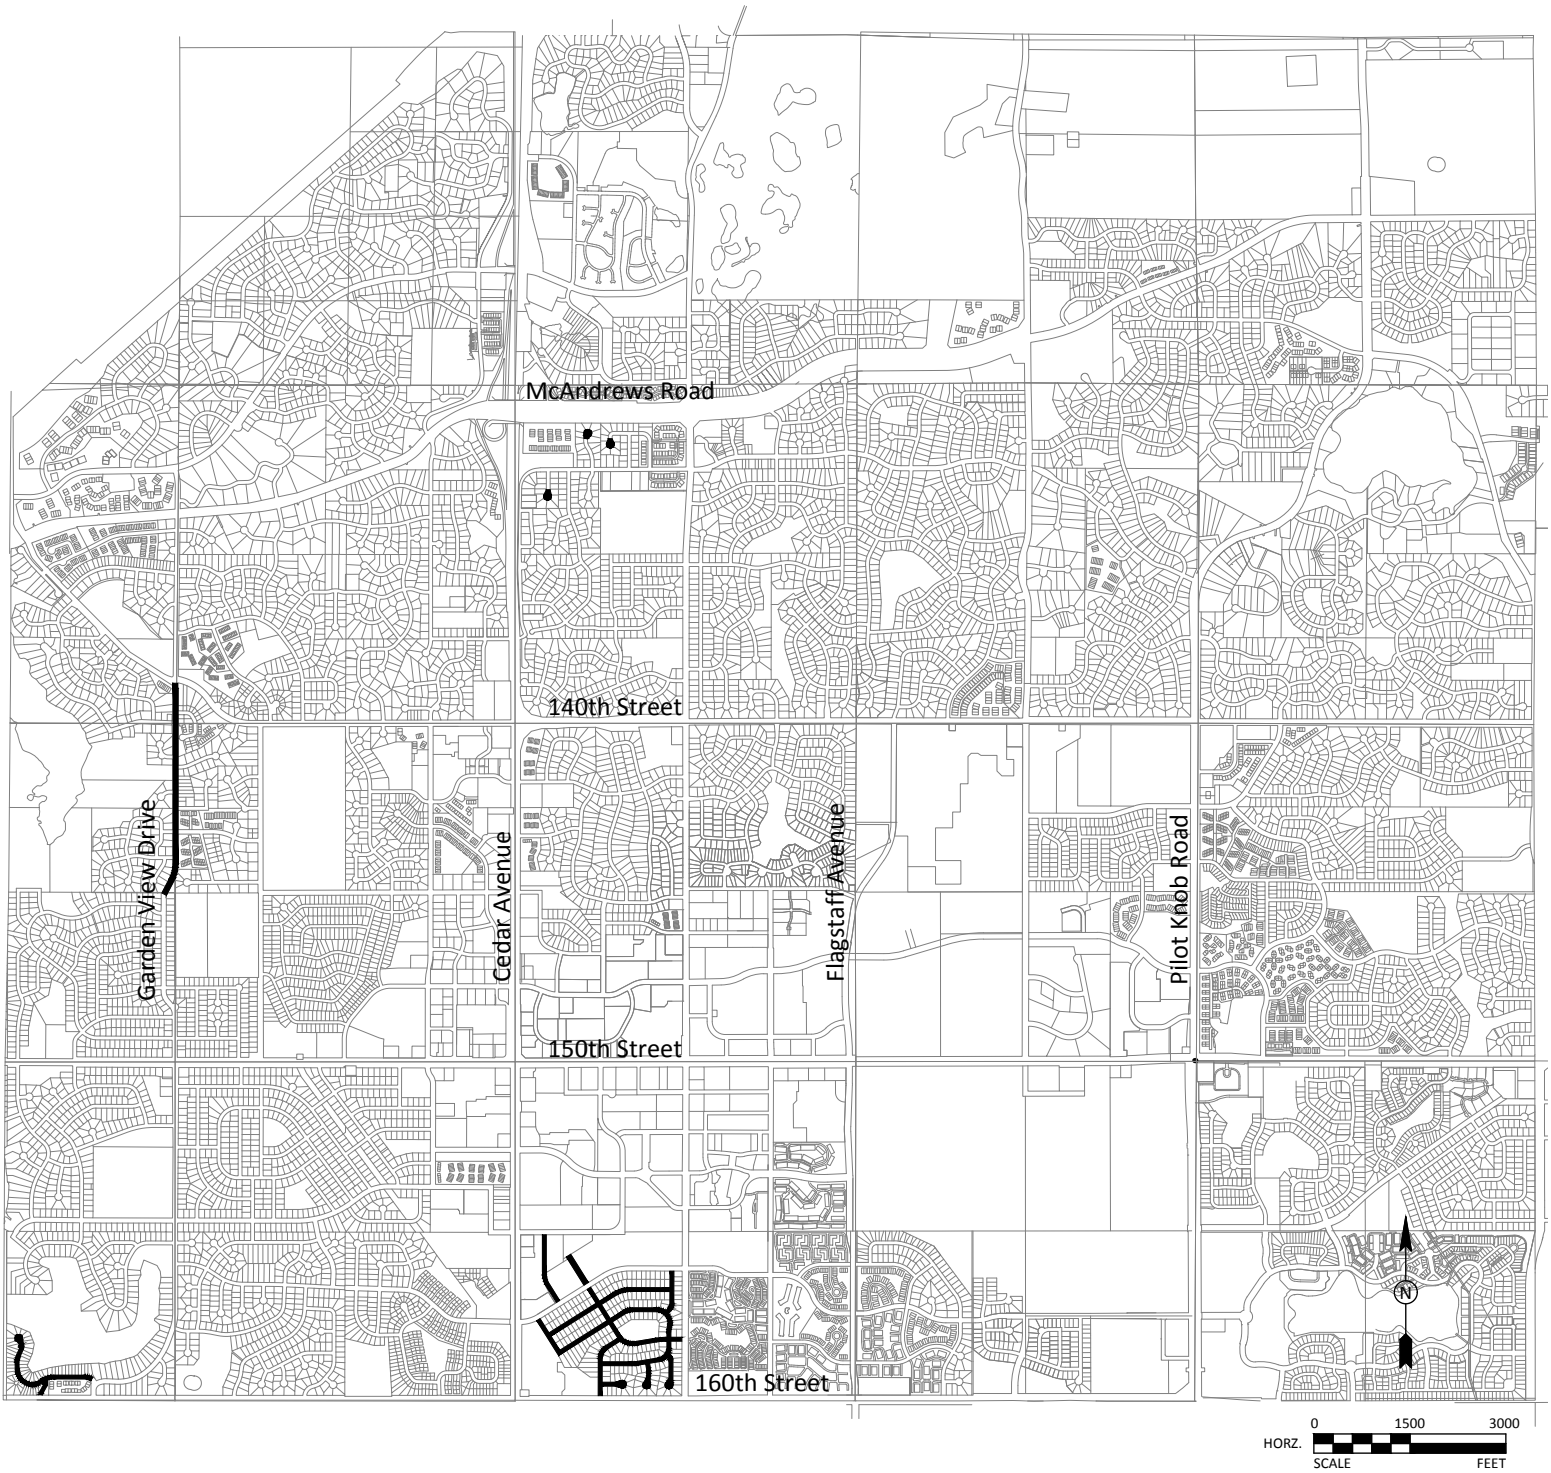 McAndrews Road
140th Street
Garden View Drive
Cedar Avenue
Flagstaff Avenue
Pilot Knob Road
150th Street
N
160th Street
0 1500 3000
HORZ.
SCALE FEET